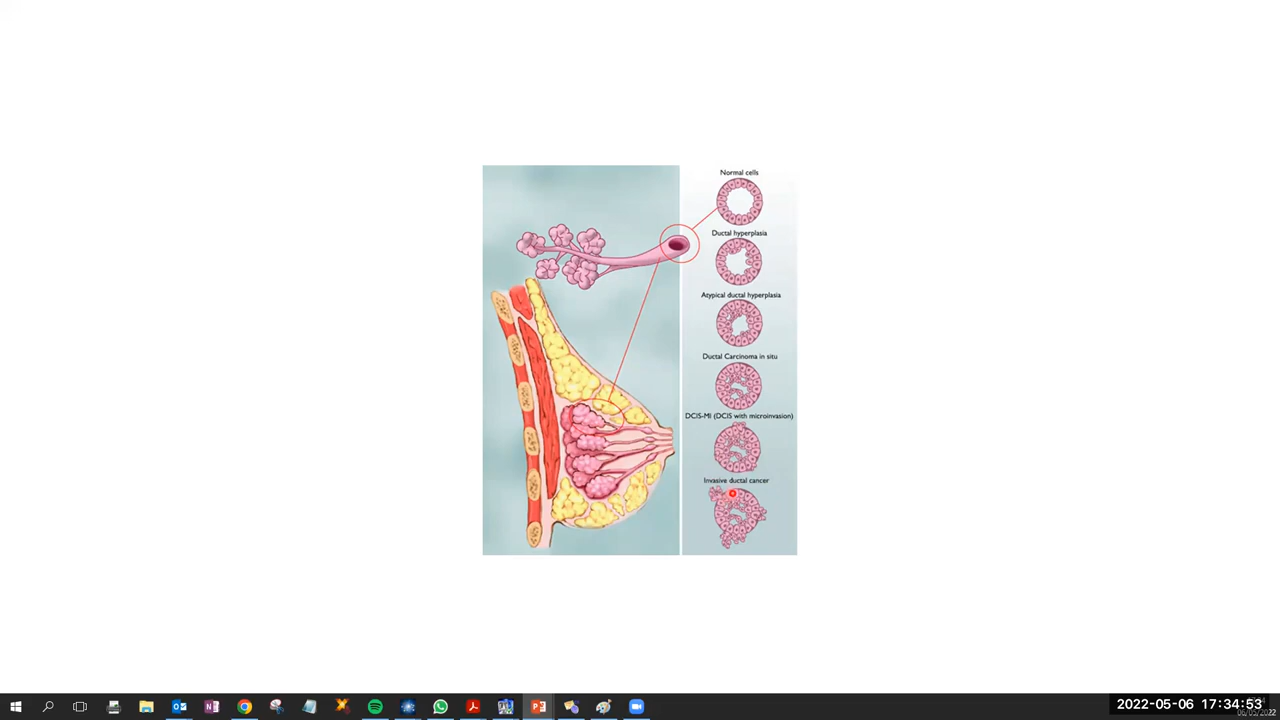 Normal cells
Ductal hyperplasia
Atypical ductal hyperplasia
Ductal Carcinoma in situ
DCIS-MI (DCIS with microinvasion)
Invasive ductal cancer
2022-05-06 17:34:53